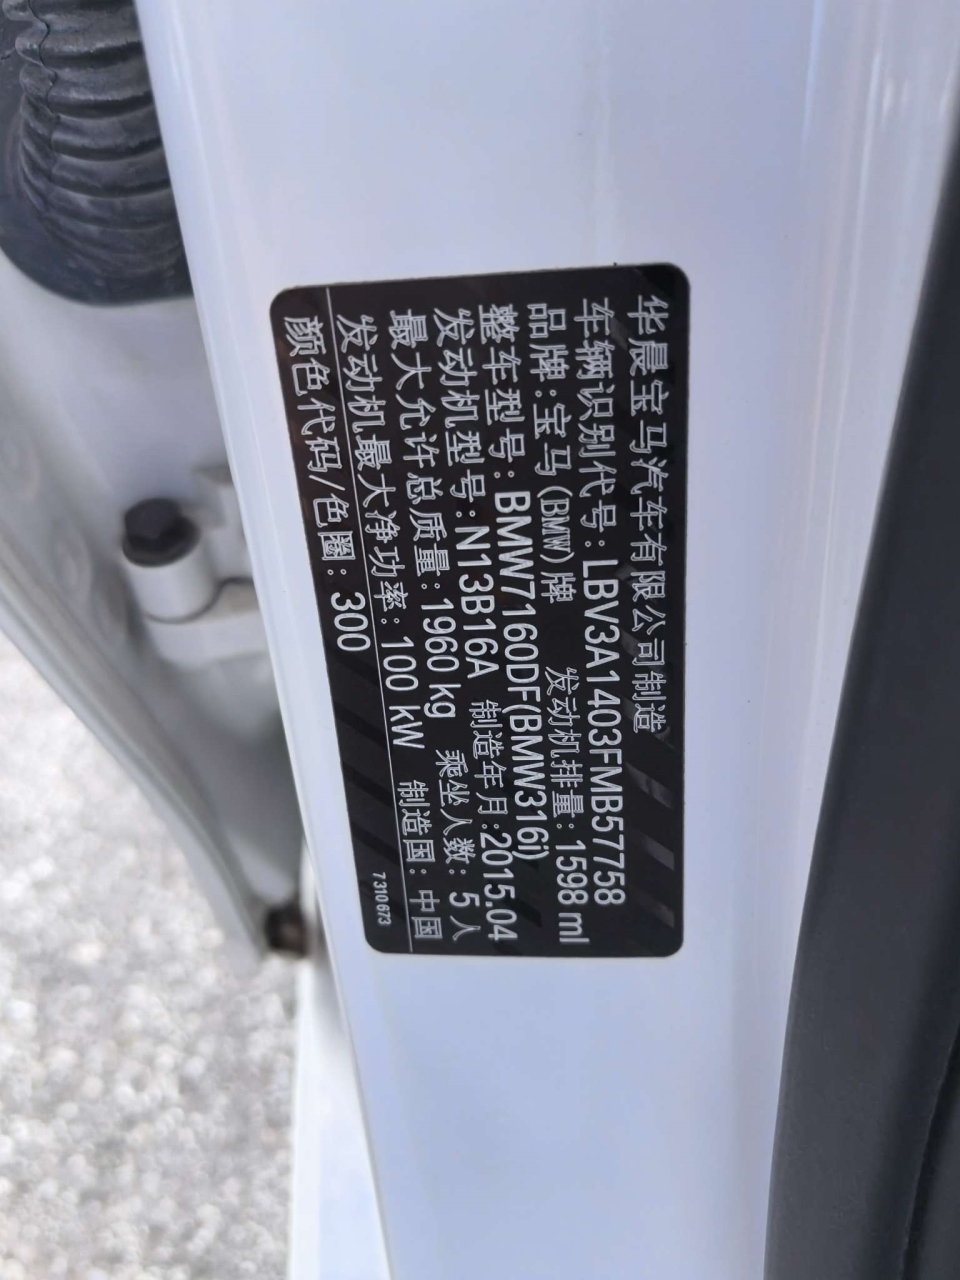 华晨宝马汽车有限公司制造
车辆识别代号: LBV3A1403FMB57758
品牌: 宝马(BMW)牌 发动机排量: 1598 ml
整车型号: BMW7160DF(BMW316i)
发动机型号: N13B16A 制造年月: 2015.04
最大允许总质量: 1960 kg 乘坐人数: 5 人
发动机最大净功率: 100 kW 制造国: 中国
颜色代码/色圈: 300 7310673